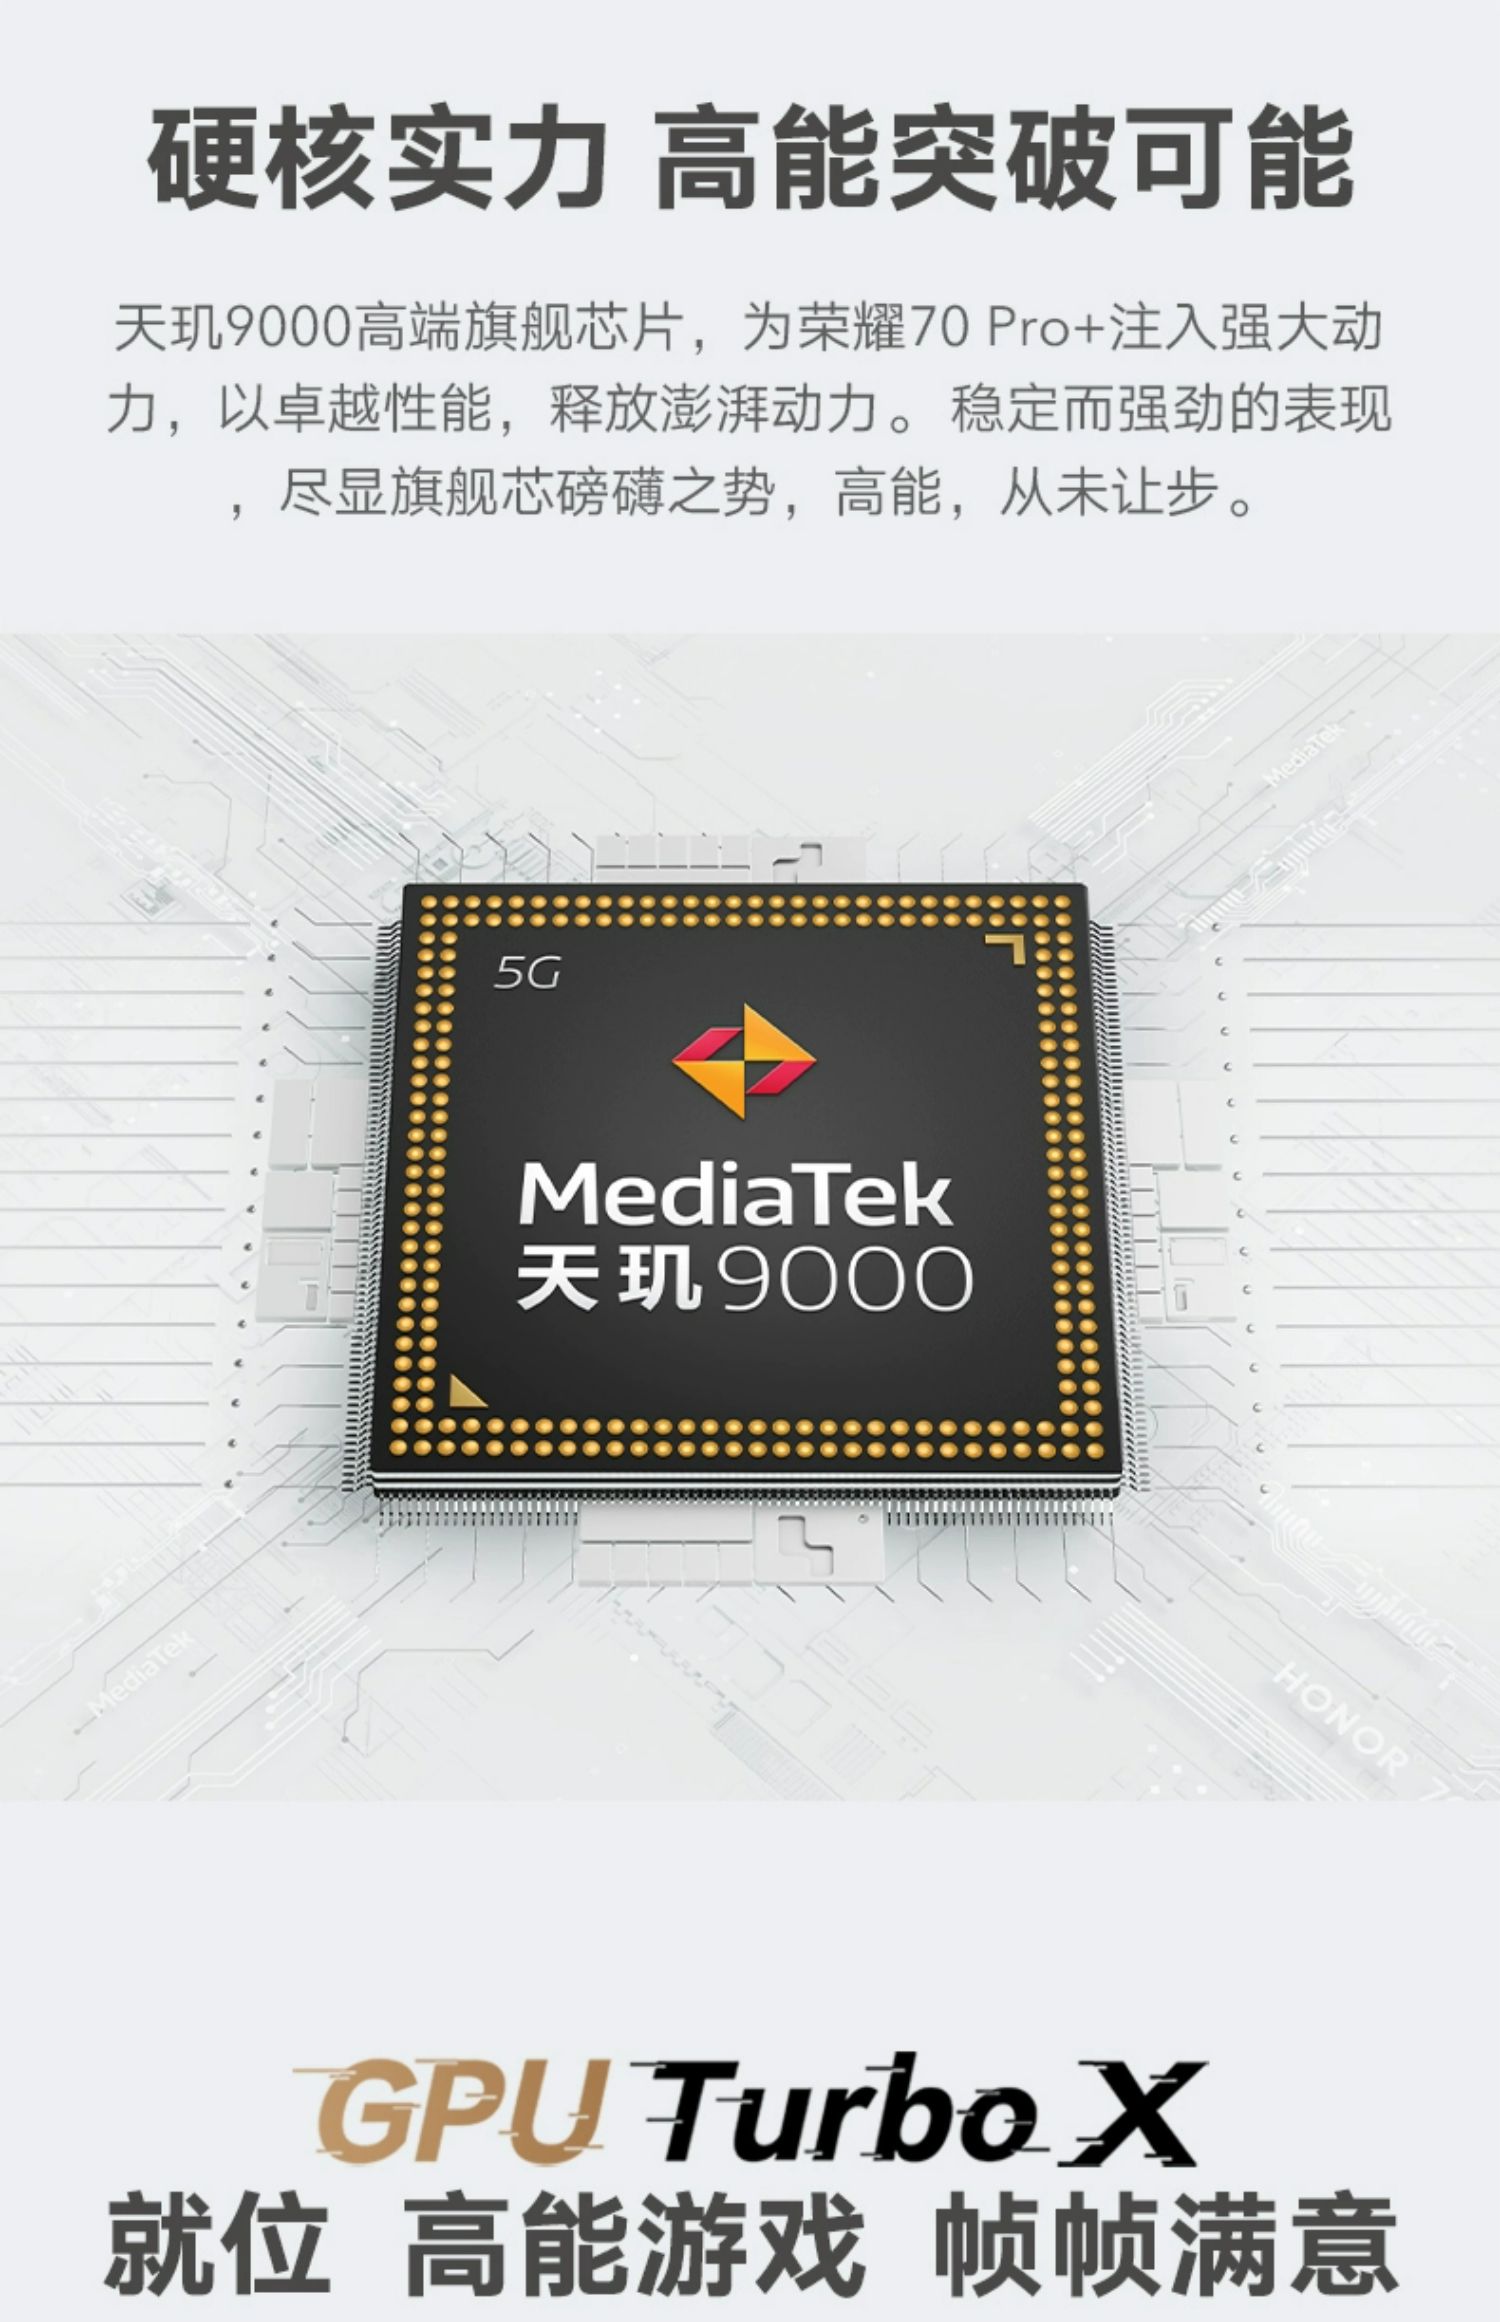 硬核实力 高能突破可能
天玑9000高端旗舰芯片，为荣耀70 Pro+注入强大动
力，以卓越性能，释放澎湃动力。稳定而强劲的表现
，尽显旗舰芯磅礴之势，高能，从未让步。
MediaTek
5G
MediaTek
天玑9000
MediaTek
HONOR 70
GPU Turbo X
就位 高能游戏 帧帧满意